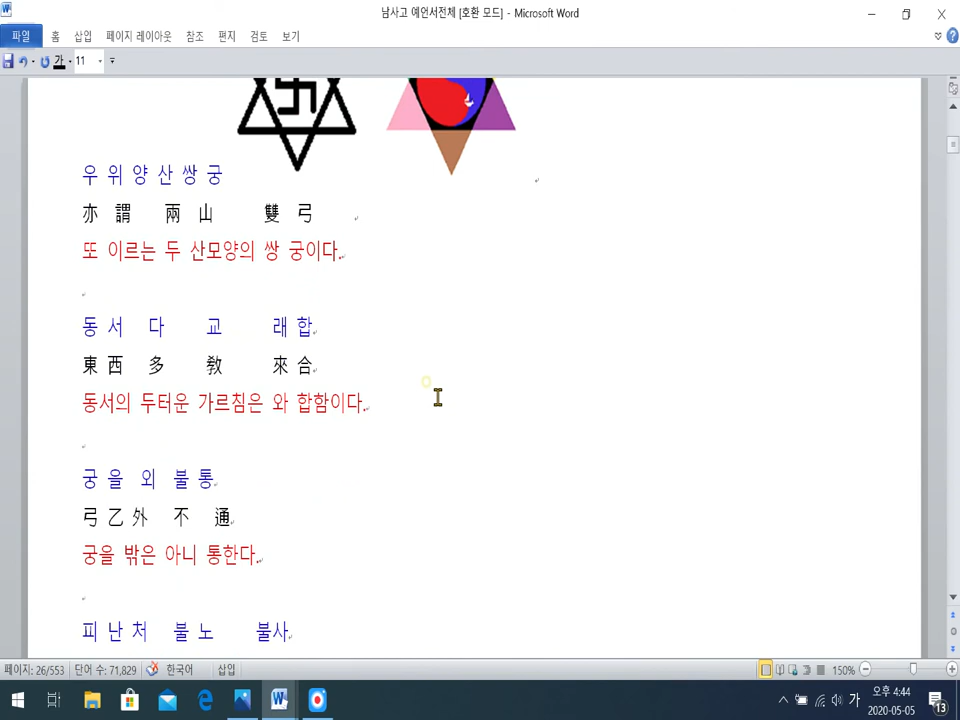 남사고 예언서전체 [호환 모드] - Microsoft Word
파일 홈 삽입 페이지 레이아웃 참조 편지 검토 보기
가 11
우 위 양 산 쌍 궁
亦 謂 兩 山 雙 弓
또 이르는 두 산모양의 쌍 궁이다.
동 서 다 교 래 합
東 西 多 敎 來 合
동서의 두터운 가르침은 와 합함이다.
궁 을 외 불 통
弓 乙 外 不 通
궁을 밖은 아니 통한다.
피 난 처 불 노 불사
페이지: 26/553 단어 수: 71,829 한국어 삽입 150%
가 오후 4:44
2020-05-05 13